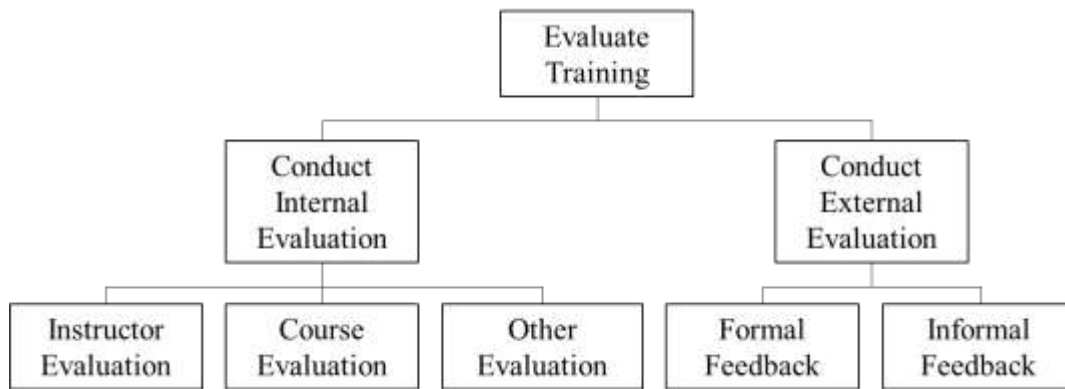 Evaluate
Training
Conduct
Internal
Evaluation
Conduct
External
Evaluation
Instructor
Evaluation
Course
Evaluation
Other
Evaluation
Formal
Feedback
Informal
Feedback